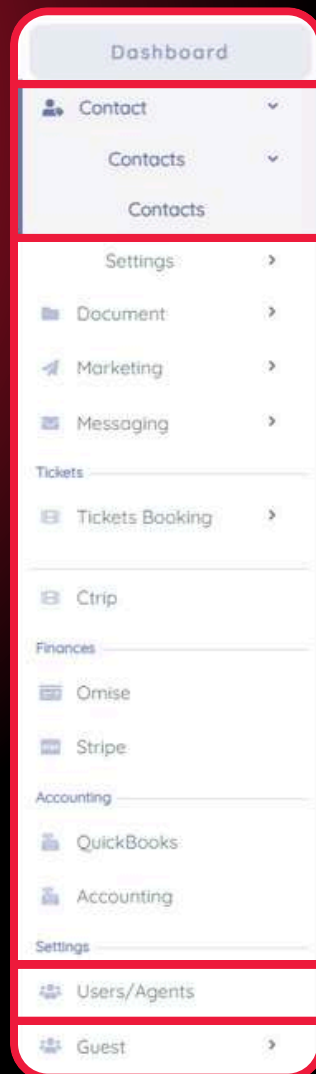 Dashboard
Contact
Contacts
Contacts
Settings
Document
Marketing
Messaging
Tickets
Tickets Booking
Ctrip
Finances
Omise
Stripe
Accounting
QuickBooks
Accounting
Settings
Users/Agents
Guest